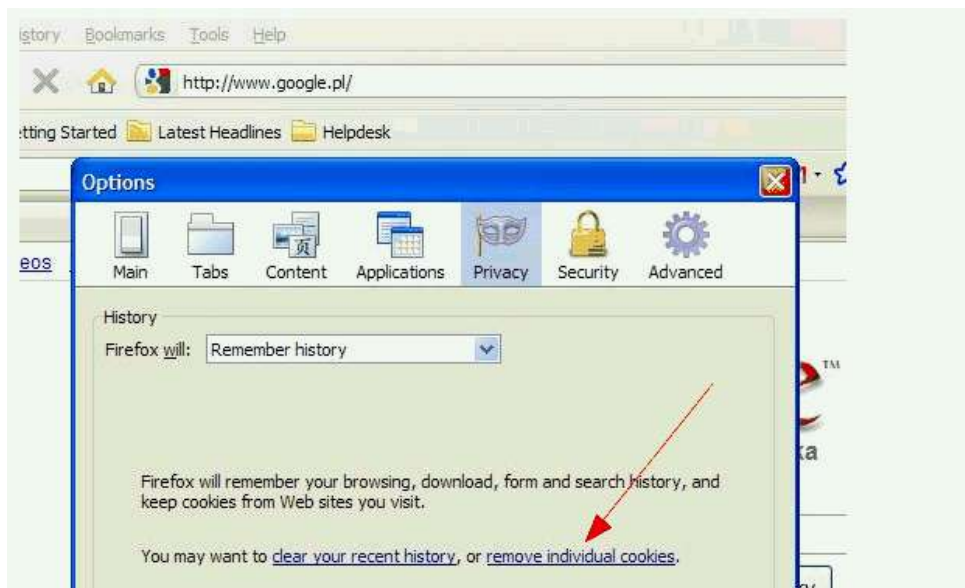 istory Bookmarks Tools Help
http://www.google.pl/
etting Started Latest Headlines Helpdesk
Options
eos
Main Tabs Content Applications Privacy Security Advanced
History
Firefox will: Remember history
TM
ka
Firefox will remember your browsing, download, form and search history, and
keep cookies from Web sites you visit.
You may want to clear your recent history, or remove individual cookies.